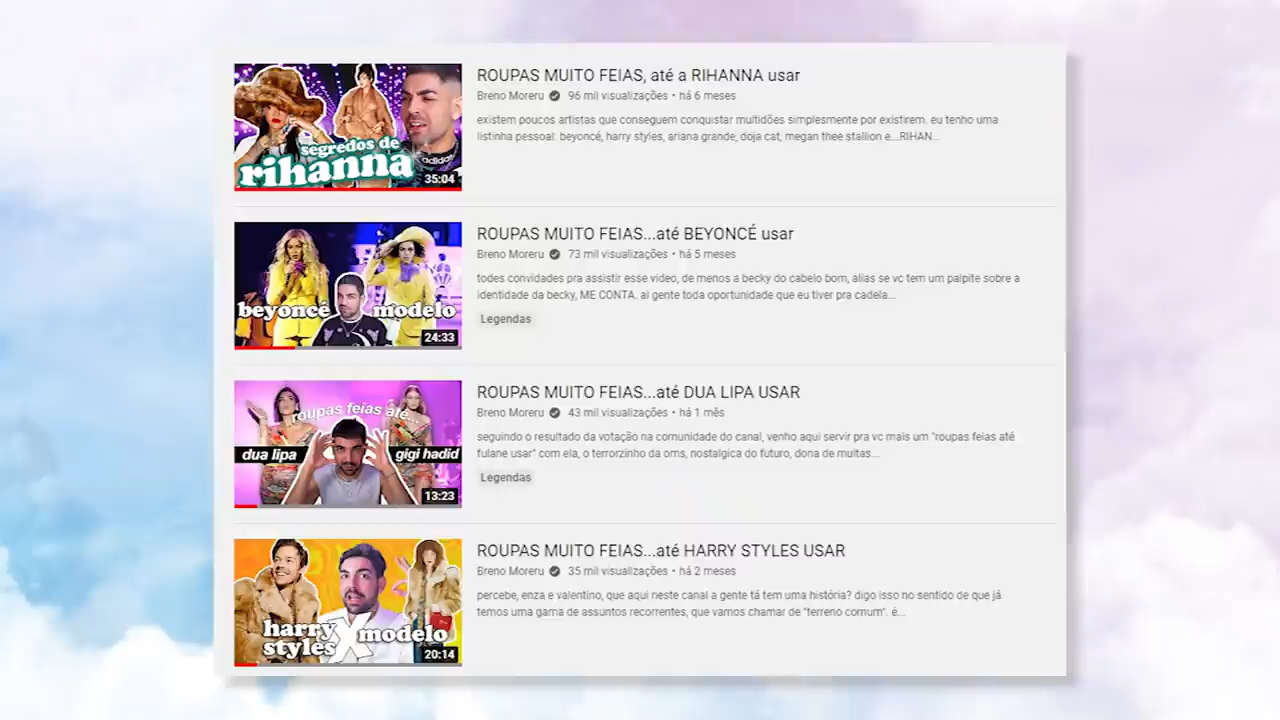 segredos de
rihanna
adidas
35:04
ROUPAS MUITO FEIAS, até a RIHANNA usar
Breno Moreru 96 mil visualizações • há 6 meses
existem poucos artistas que conseguem conquistar multidões simplesmente por existirem. eu tenho uma
listinha pessoal: beyoncé, harry styles, ariana grande, doja cat, megan thee stallion e....RIHAN...
beyoncé modelo
24:33
ROUPAS MUITO FEIAS...até BEYONCÉ usar
Breno Moreru 73 mil visualizações • há 5 meses
todes convidades pra assistir esse video, de menos a becky do cabelo bom, alias se vc tem um palpite sobre a
identidade da becky, ME CONTA. ai gente toda oportunidade que eu tiver pra cadela...
Legendas
roupas feias até...
dua lipa gigi hadid
13:23
ROUPAS MUITO FEIAS...até DUA LIPA USAR
Breno Moreru 43 mil visualizações • há 1 mês
seguindo o resultado da votação na comunidade do canal, venho aqui servir pra vc mais um "roupas feias até
fulane usar" com ela, o terrorzinho da oms, nostalgica do futuro, dona de muitas...
Legendas
harry
styles X modelo
20:14
ROUPAS MUITO FEIAS...até HARRY STYLES USAR
Breno Moreru 35 mil visualizações • há 2 meses
percebe, enza e valentino, que aqui neste canal a gente tá tem uma história? digo isso no sentido de que já
temos uma gama de assuntos recorrentes, que vamos chamar de "terreno comum". é...